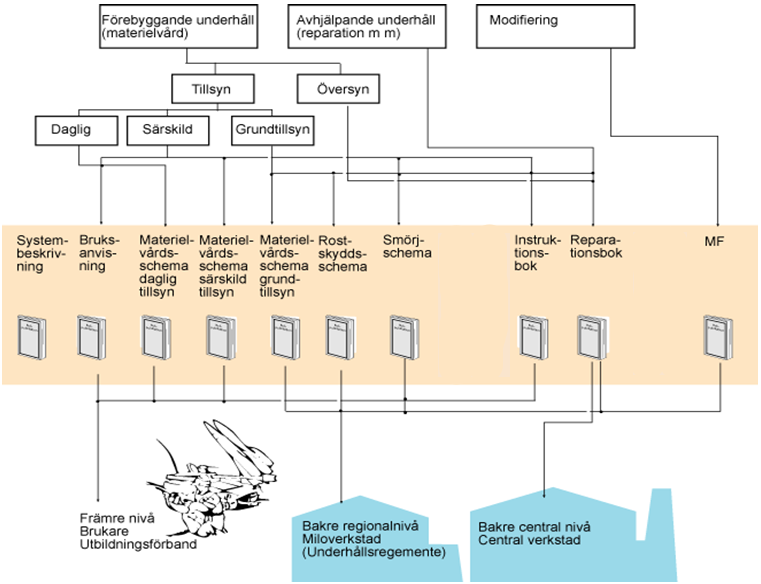 Förebyggande underhåll
(materielvård)
Avhjälpande underhåll
(reparation m m)
Modifiering
Tillsyn
Översyn
Daglig
Särskild
Grundtillsyn
System-
beskriv-
ning
Bruks-
anvis-
ning
Materiel-
vårds-
schema
daglig
tillsyn
Materiel-
vårds-
schema
särskild
tillsyn
Materiel-
vårds-
schema
grund-
tillsyn
Rost-
skydds-
schema
Smörj-
schema
Instruk-
tions-
bok
Repara-
tionsbok
MF
Främre nivå
Brukare
Utbildningsförband
Bakre regionalnivå
Miloverkstad
(Underhållsregemente)
Bakre central nivå
Central verkstad